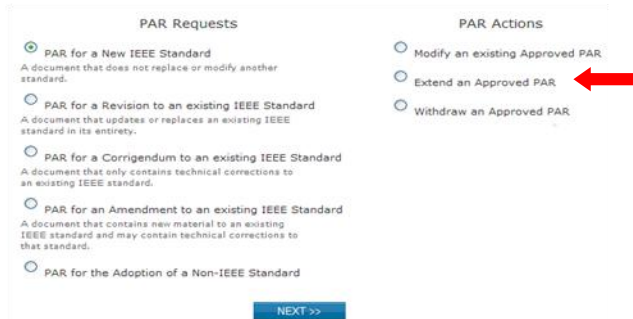 PAR Requests
PAR for a New IEEE Standard
A document that does not replace or modify another
standard.
PAR for a Revision to an existing IEEE Standard
A document that updates or replaces an existing IEEE
standard in its entirety.
PAR for a Corrigendum to an existing IEEE Standard
A document that only contains technical corrections to
an existing IEEE standard.
PAR for an Amendment to an existing IEEE Standard
A document that contains new material to an existing
IEEE standard and may contain technical corrections to
that standard.
PAR for the Adoption of a Non-IEEE Standard
PAR Actions
Modify an existing Approved PAR
Extend an Approved PAR
Withdraw an Approved PAR
NEXT >>